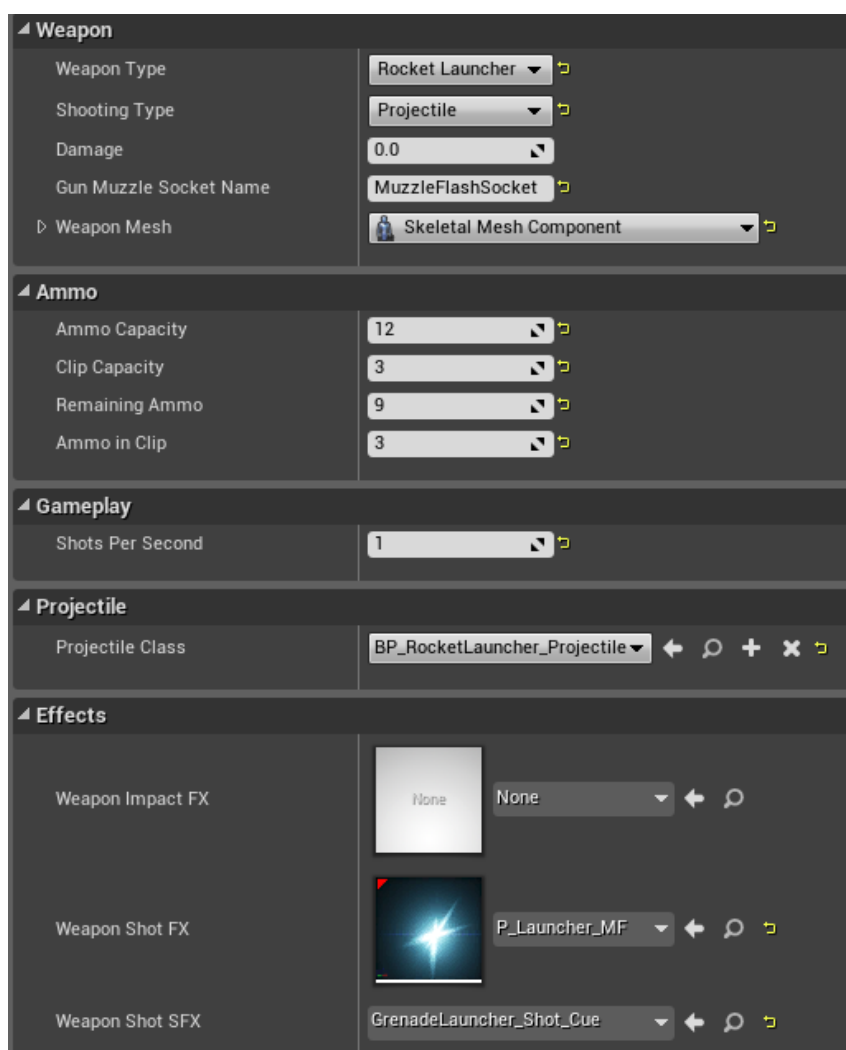 Weapon
Weapon Type Rocket Launcher
Shooting Type Projectile
Damage 0.0
Gun Muzzle Socket Name MuzzleFlashSocket
Weapon Mesh Skeletal Mesh Component
Ammo
Ammo Capacity 12
Clip Capacity 3
Remaining Ammo 9
Ammo in Clip 3
Gameplay
Shots Per Second 1
Projectile
Projectile Class BP_RocketLauncher_Projectile
Effects
Weapon Impact FX None None
Weapon Shot FX P_Launcher_MF
Weapon Shot SFX GrenadeLauncher_Shot_Cue